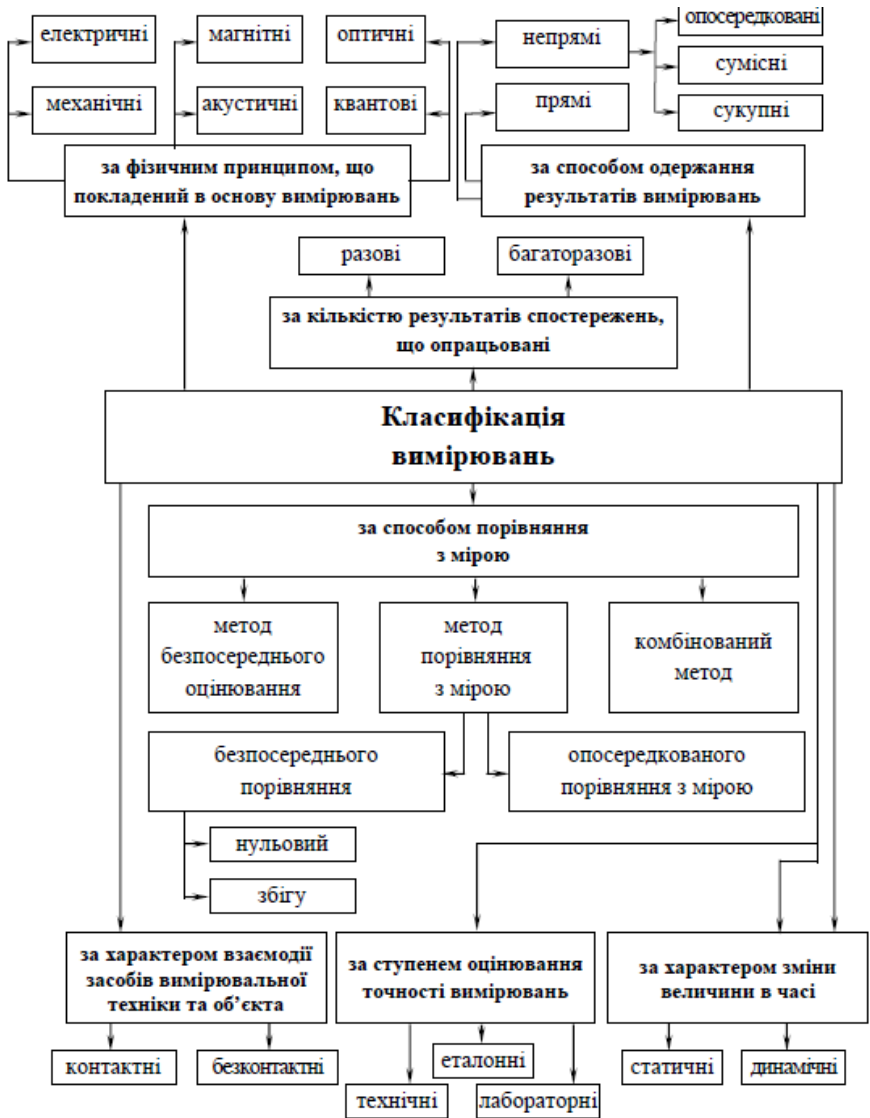 електричні
магнітні
оптичні
непрямі
опосередковані
сумісні
механічні
акустичні
квантові
прямі
сукупні
за фізичним принципом, що
покладений в основу вимірювань
за способом одержання
результатів вимірювань
разові
багаторазові
за кількістю результатів спостережень,
що опрацьовані
Класифікація
вимірювань
за способом порівняння
з мірою
метод
безпосереднього
оцінювання
метод
порівняння
з мірою
комбінований
метод
безпосереднього
порівняння
опосередкованого
порівняння з мірою
нульовий
збігу
за характером взаємодії
засобів вимірювальної
техніки та об’єкта
за ступенем оцінювання
точності вимірювань
за характером зміни
величини в часі
контактні
безконтактні
еталонні
технічні
лабораторні
статичні
динамічні